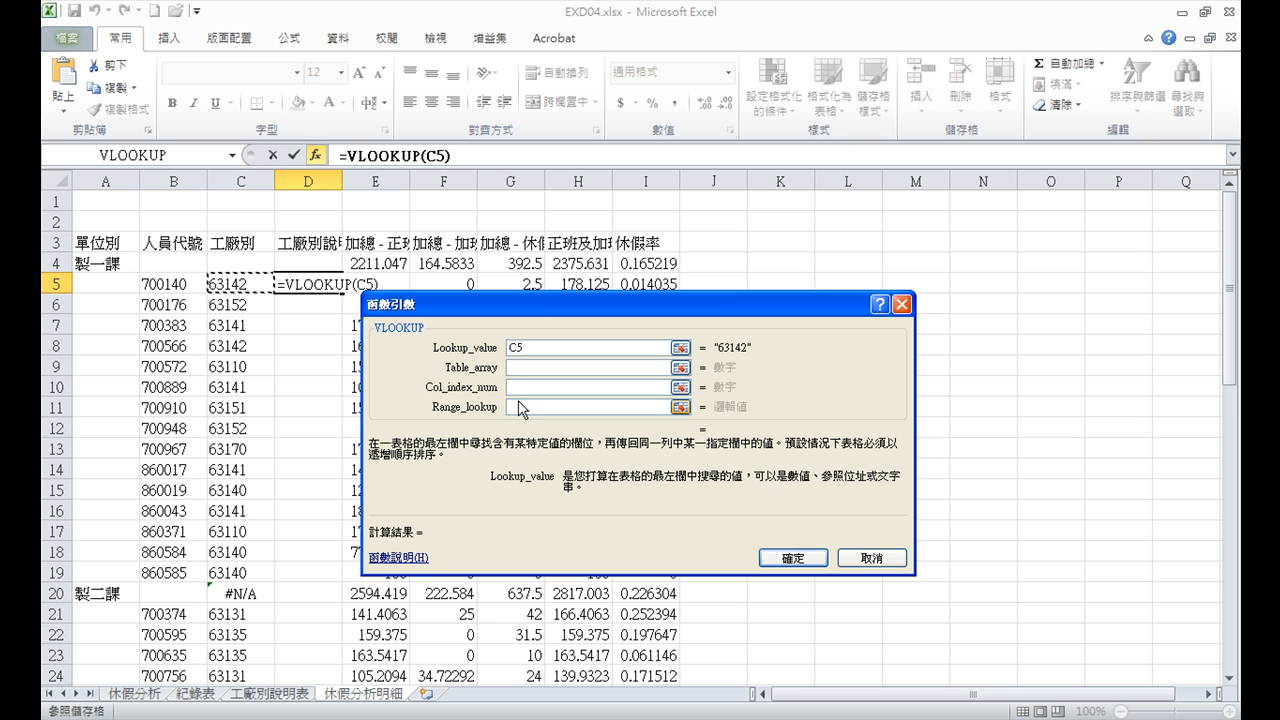 EXD04.xlsx - Microsoft Excel
檔案 常用 插入 版面配置 公式 資料 校閱 檢視 增益集 Acrobat
貼上 剪下 複製 複製格式 剪貼簿
12 B I U A 中 字型
自動換列 跨欄置中 對齊方式
通用格式 $ % , 數值
設定格式化的條件 格式化為表格 儲存格樣式 樣式
插入 刪除 格式 儲存格
Σ 自動加總 填滿 清除 排序與篩選 尋找與選取 編輯
VLOOKUP fx =VLOOKUP(C5)
A B C D E F G H I J K L M N O P Q
1
2
3 單位別 人員代號 工廠別 工廠別說明 加總 - 正班 加總 - 加班 加總 - 休假 正班及加班 休假率
4 製一課 2211.047 164.5833 392.5 2375.631 0.165219
5 700140 63142 =VLOOKUP(C5) 0 2.5 178.125 0.014035
6 700176 63152
7 700383 63141
8 700566 63142
9 700572 63110
10 700889 63141
11 700910 63151
12 700948 63152
13 700967 63170
14 860017 63141
15 860019 63140
16 860043 63141
17 860371 63110
18 860584 63140
19 860585 63140
20 製二課 #N/A 2594.419 222.584 637.5 2817.003 0.226304
21 700374 63131 141.4063 25 42 166.4063 0.252394
22 700595 63135 159.375 0 31.5 159.375 0.197647
23 700635 63135 163.5417 0 10 163.5417 0.061146
24 700756 63131 105.2094 34.72292 24 139.9323 0.171512
函數引數
VLOOKUP
Lookup_value C5 = "63142"
Table_array = 數字
Col_index_num = 數字
Range_lookup = 邏輯值
=
在一表格的最左欄中尋找含有某特定值的欄位，再傳回同一列中某一指定欄中的值。預設情況下表格必須以
遞增順序排序。
Lookup_value 是您打算在表格的最左欄中搜尋的值，可以是數值、參照位址或文字
串。
計算結果 =
函數說明(H) 確定 取消
休假分析 紀錄表 工廠別說明表 休假分析明細
參照儲存格 100%